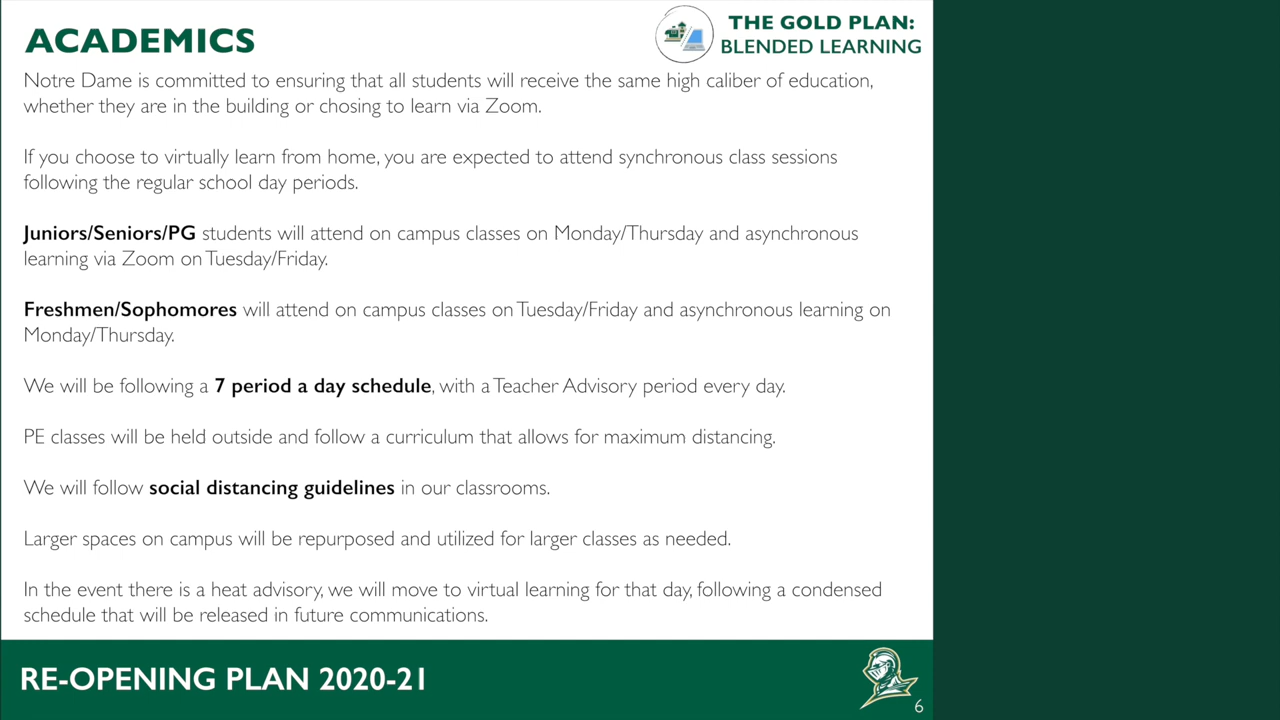 ACADEMICS
THE GOLD PLAN:
BLENDED LEARNING
Notre Dame is committed to ensuring that all students will receive the same high caliber of education,
whether they are in the building or chosing to learn via Zoom.
If you choose to virtually learn from home, you are expected to attend synchronous class sessions
following the regular school day periods.
Juniors/Seniors/PG students will attend on campus classes on Monday/Thursday and asynchronous
learning via Zoom on Tuesday/Friday.
Freshmen/Sophomores will attend on campus classes on Tuesday/Friday and asynchronous learning on
Monday/Thursday.
We will be following a 7 period a day schedule, with a Teacher Advisory period every day.
PE classes will be held outside and follow a curriculum that allows for maximum distancing.
We will follow social distancing guidelines in our classrooms.
Larger spaces on campus will be repurposed and utilized for larger classes as needed.
In the event there is a heat advisory, we will move to virtual learning for that day, following a condensed
schedule that will be released in future communications.
RE-OPENING PLAN 2020-21
6